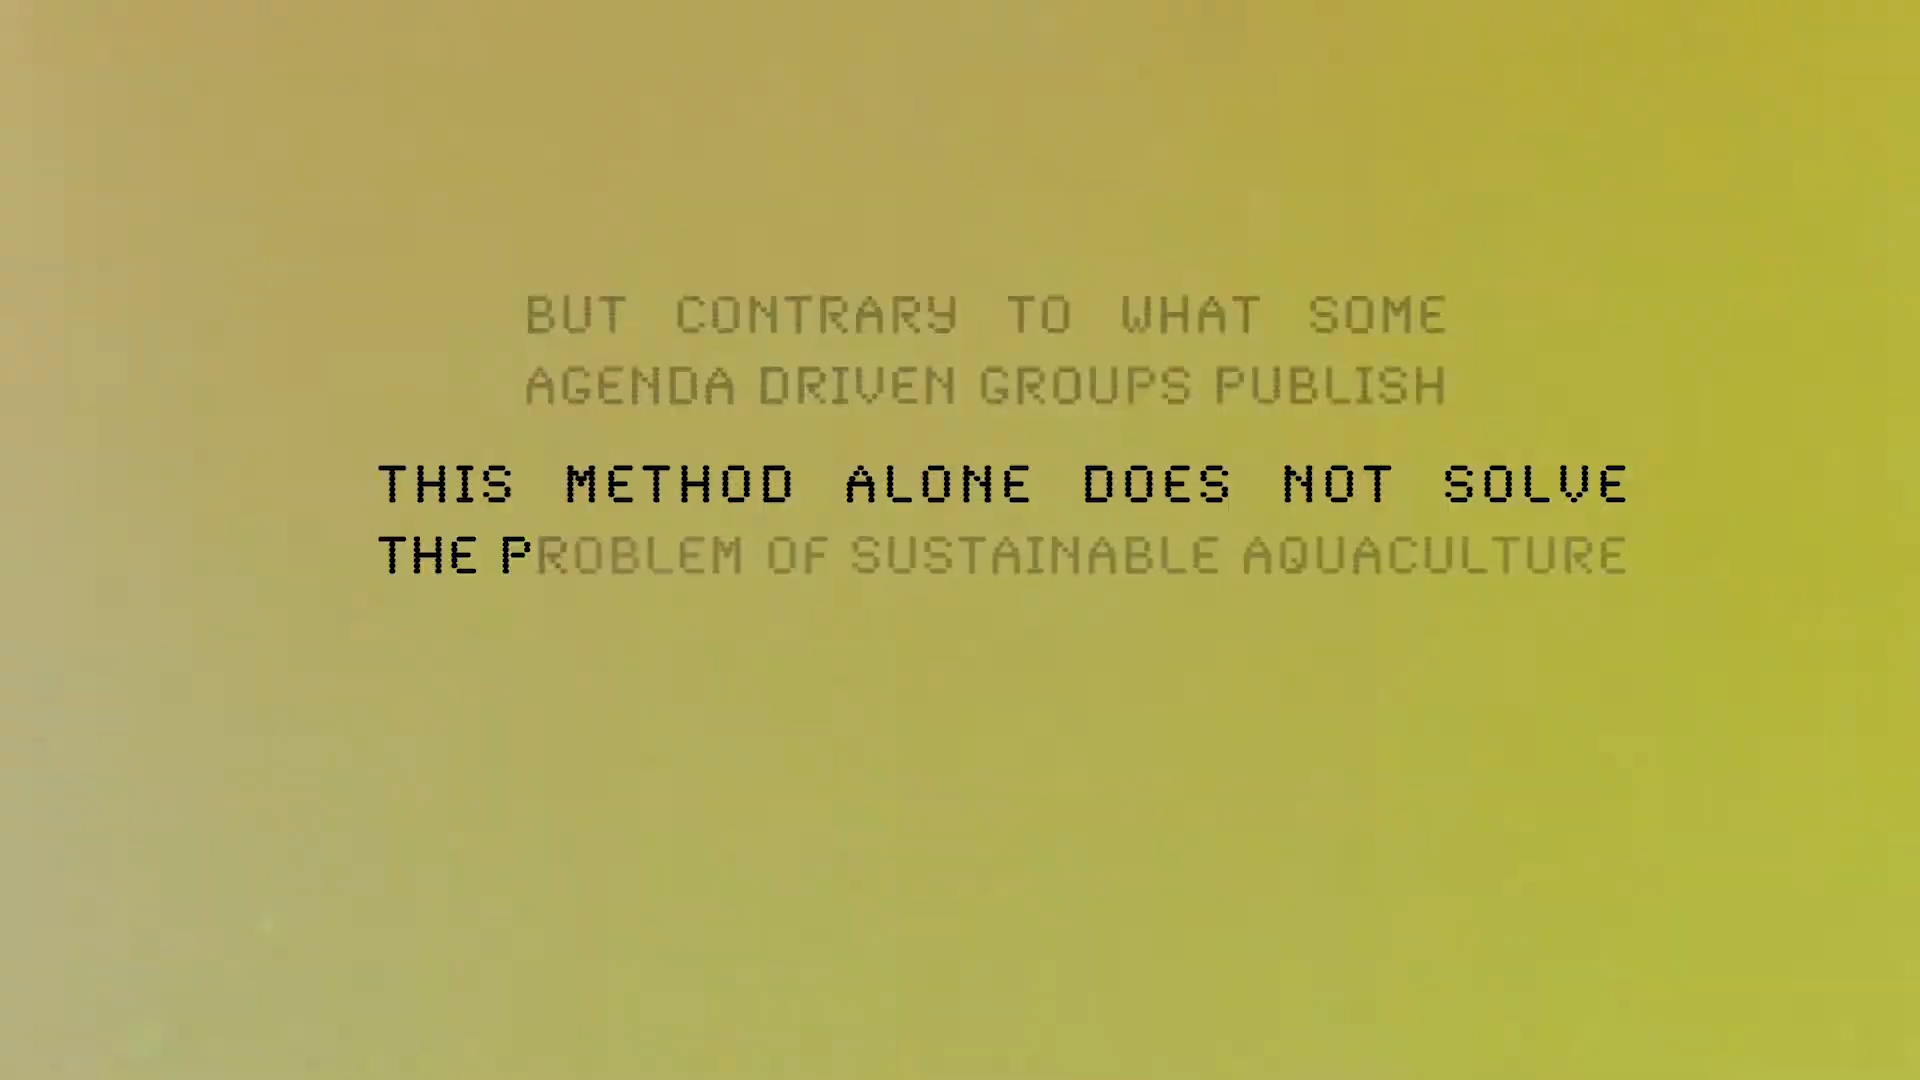 BUT CONTRARY TO WHAT SOME
AGENDA DRIVEN GROUPS PUBLISH
THIS METHOD ALONE DOES NOT SOLVE
THE PROBLEM OF SUSTAINABLE AQUACULTURE